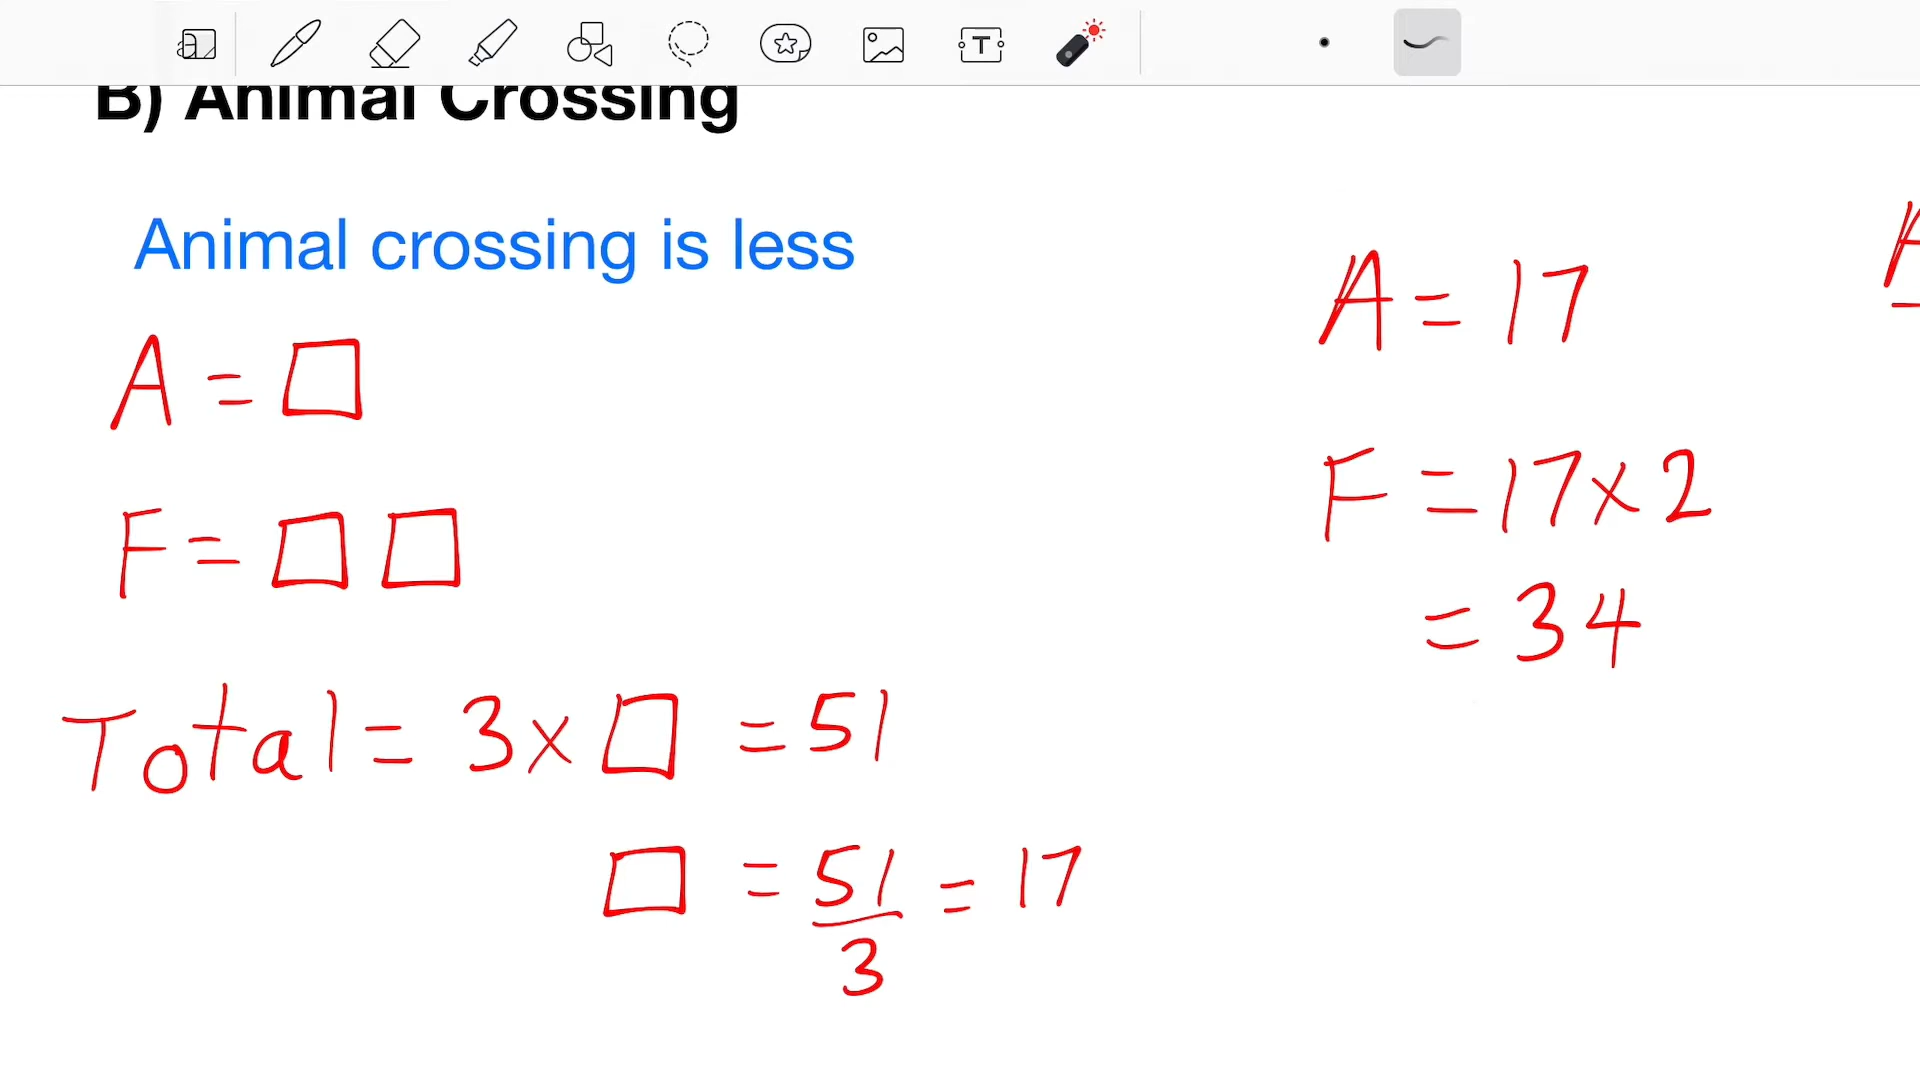 B) Animal Crossing
Animal crossing is less
A = □
F = □ □
Total = 3 x □ = 51
□ = 51/3 = 17
A = 17
F = 17 x 2
= 34